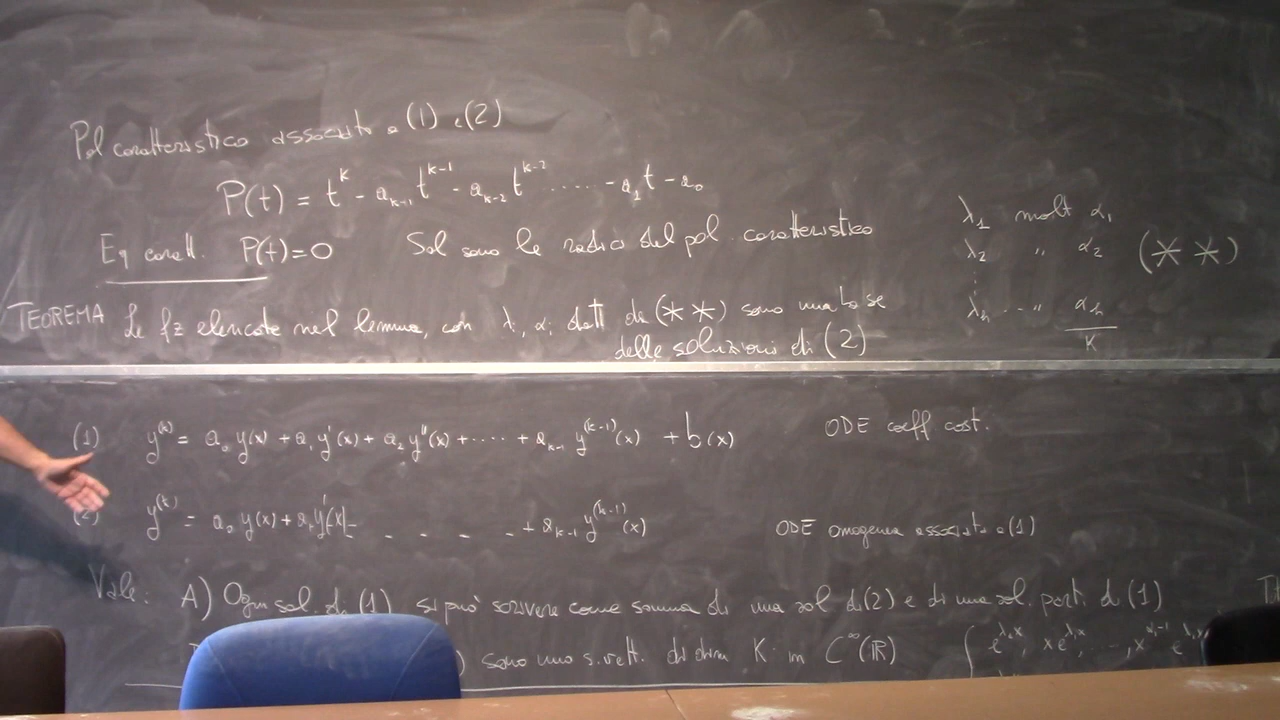 Pol caratteristico associato a (1) e (2)
P(t) = t^k - a_{k-1} t^{k-1} - a_{k-2} t^{k-2} ..... - a_1 t - a_0
Eq caratt. P(t)=0 Sol sono le radici del pol. caratteristico
λ_1 molt α_1
λ_2 " α_2 (**)
⋮
λ_h ... " α_h
K
TEOREMA Le fz elencate nel lemma, con λ_i α_i dati da (**) sono una base
delle soluzioni di (2)
(1) y^{(k)} = a_0 y(x) + a_1 y'(x) + a_2 y''(x) + ..... + a_{k-1} y^{(k-1)}(x) + b(x) ODE coeff cost.
(2) y^{(k)} = a_0 y(x) + a_1 y'(x) - - - - - + a_{k-1} y^{(k-1)}(x) ODE omogenea associata a (1)
Vale: A) Ogni sol. di (1) si può scrivere come somma di una sol di (2) e di una sol. part. di (1)
) sono uno s. vett. di dim K in C^∞(ℝ) { e^{λ_1 x}, x e^{λ_1 x}, ..., x^{α_1-1} e^{λ_1